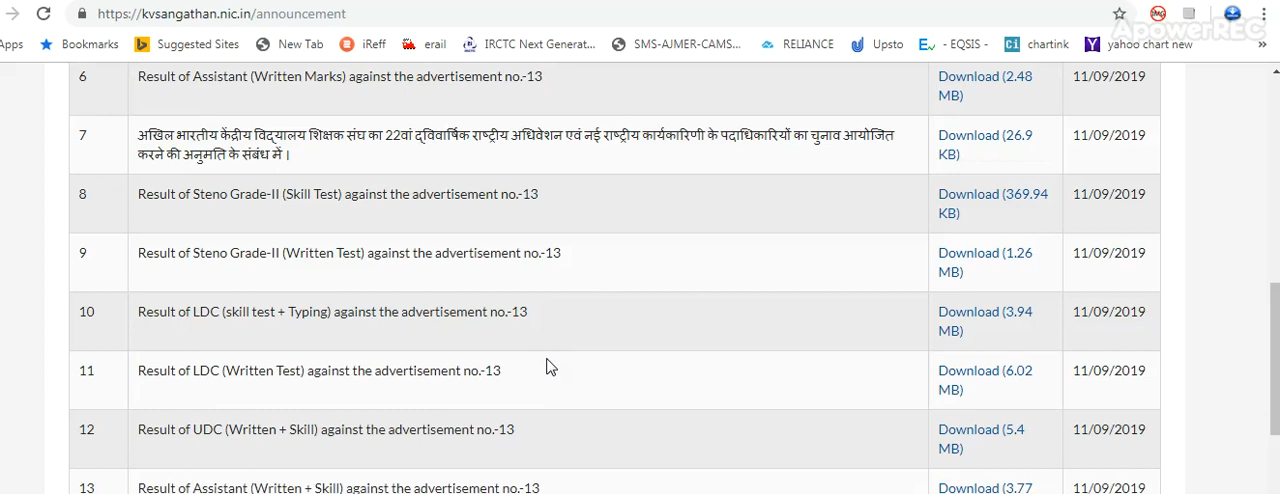 https://kvsangathan.nic.in/announcement
Apps Bookmarks Suggested Sites New Tab iReff erail IRCTC Next Generat... SMS-AJMER-CAMS... RELIANCE Upsto - EQSIS - chartink yahoo chart new »
ApowerREC
6 Result of Assistant (Written Marks) against the advertisement no.-13 Download (2.48 11/09/2019
MB)
7 अखिल भारतीय केंद्रीय विद्यालय शिक्षक संघ का 22वां द्विवार्षिक राष्ट्रीय अधिवेशन एवं नई राष्ट्रीय कार्यकारिणी के पदाधिकारियों का चुनाव आयोजित Download (26.9 11/09/2019
करने की अनुमति के संबंध में । KB)
8 Result of Steno Grade-II (Skill Test) against the advertisement no.-13 Download (369.94 11/09/2019
KB)
9 Result of Steno Grade-II (Written Test) against the advertisement no.-13 Download (1.26 11/09/2019
MB)
10 Result of LDC (skill test + Typing) against the advertisement no.-13 Download (3.94 11/09/2019
MB)
11 Result of LDC (Written Test) against the advertisement no.-13 Download (6.02 11/09/2019
MB)
12 Result of UDC (Written + Skill) against the advertisement no.-13 Download (5.4 11/09/2019
MB)
13 Result of Assistant (Written + Skill) against the advertisement no.-13 Download (3.77 11/09/2019